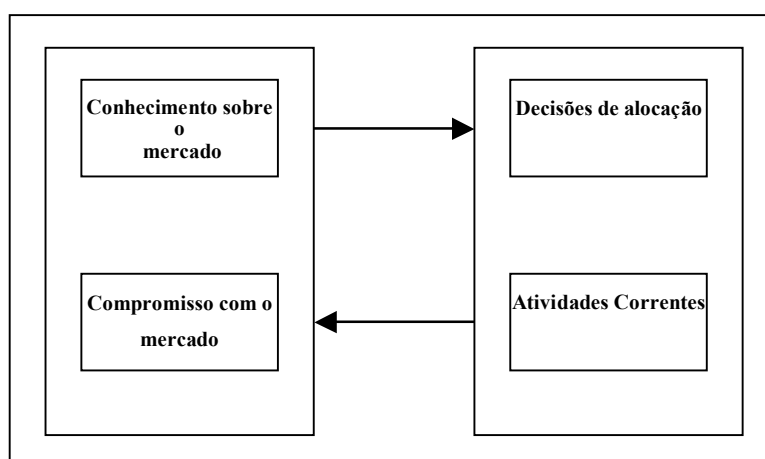 Conhecimento sobre
o
mercado
Decisões de alocação
Compromisso com o
mercado
Atividades Correntes